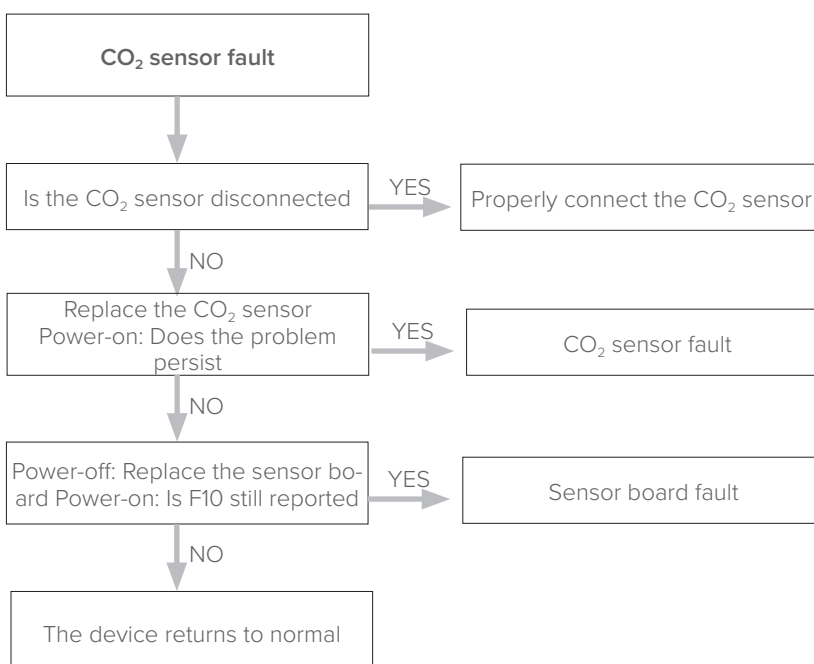 CO₂ sensor fault
Is the CO₂ sensor disconnected
YES
Properly connect the CO₂ sensor
NO
Replace the CO₂ sensor
Power-on: Does the problem
persist
YES
CO₂ sensor fault
NO
Power-off: Replace the sensor bo-
ard Power-on: Is F10 still reported
YES
Sensor board fault
NO
The device returns to normal